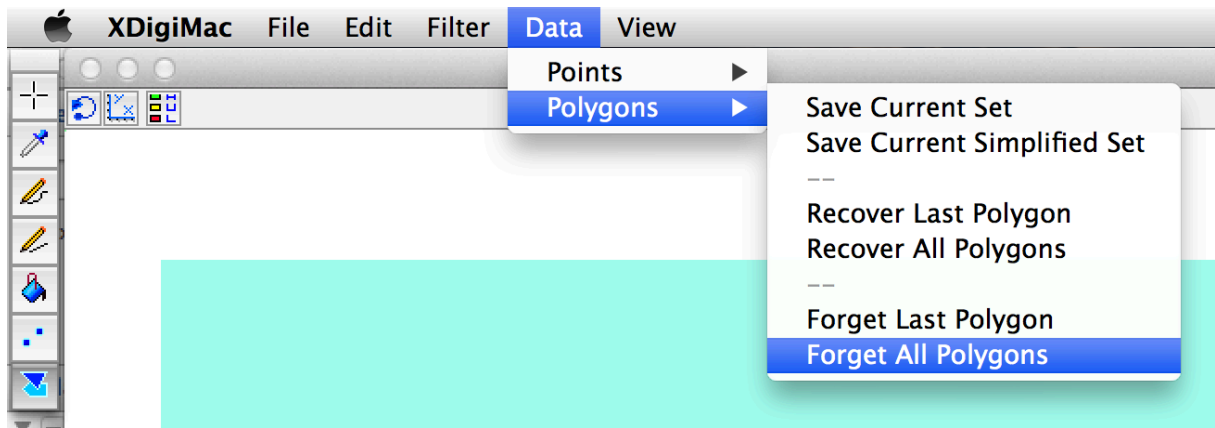 XDigiMac File Edit Filter Data View
Points
Polygons
Save Current Set
Save Current Simplified Set
--
Recover Last Polygon
Recover All Polygons
--
Forget Last Polygon
Forget All Polygons